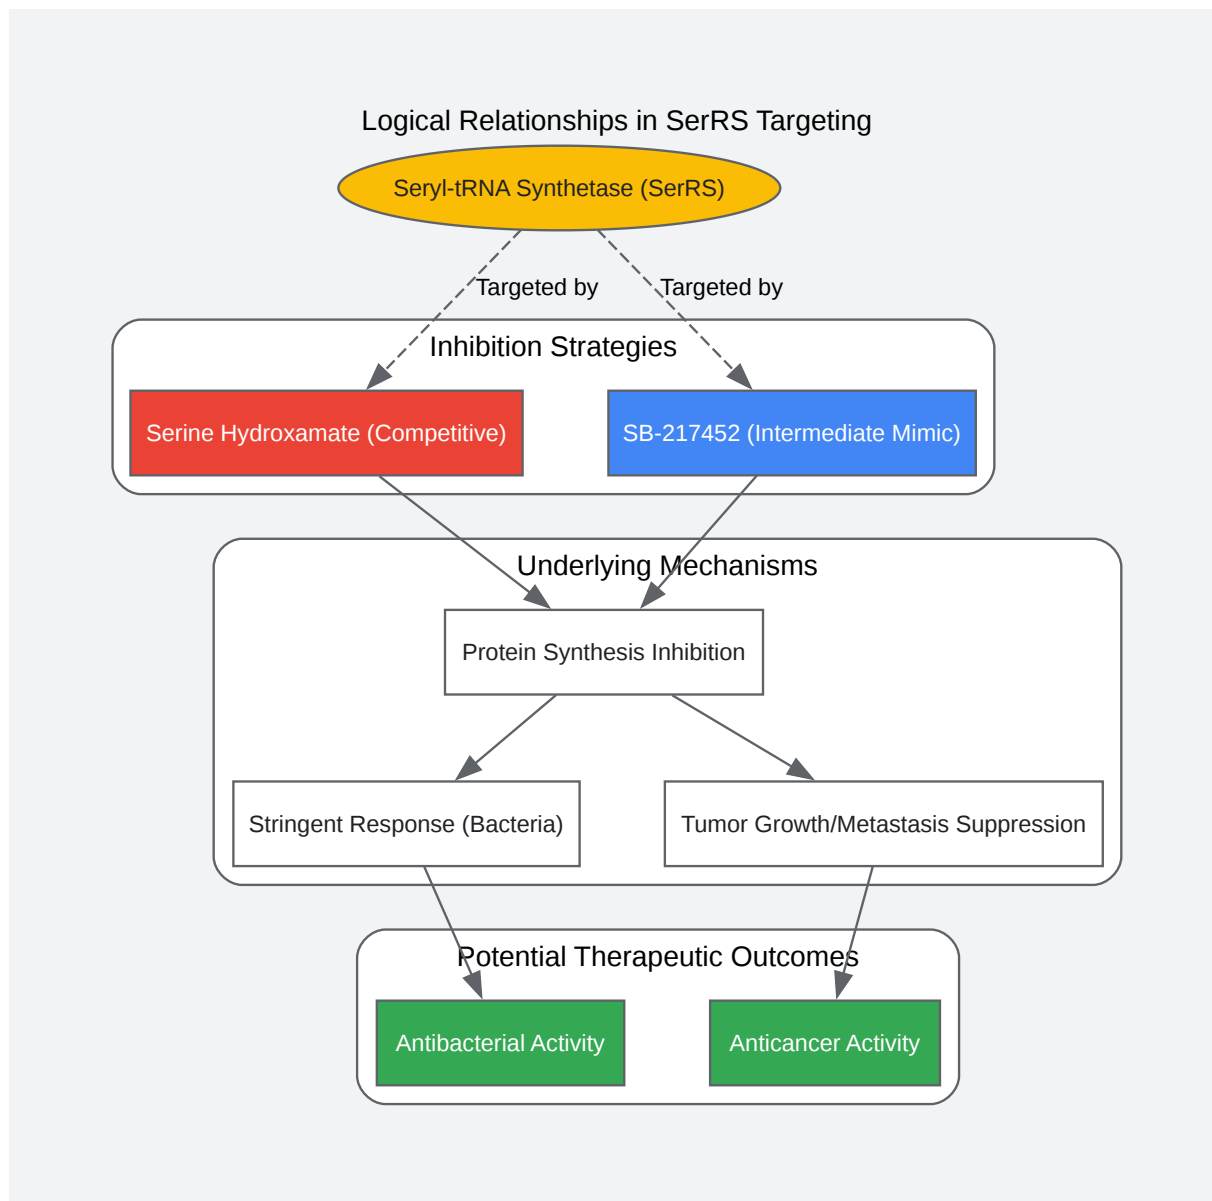 Logical Relationships in SerRS Targeting
Seryl-tRNA Synthetase (SerRS)
Targeted by
Targeted by
Inhibition Strategies
Serine Hydroxamate (Competitive)
SB-217452 (Intermediate Mimic)
Underlying Mechanisms
Protein Synthesis Inhibition
Stringent Response (Bacteria)
Tumor Growth/Metastasis Suppression
Potential Therapeutic Outcomes
Antibacterial Activity
Anticancer Activity